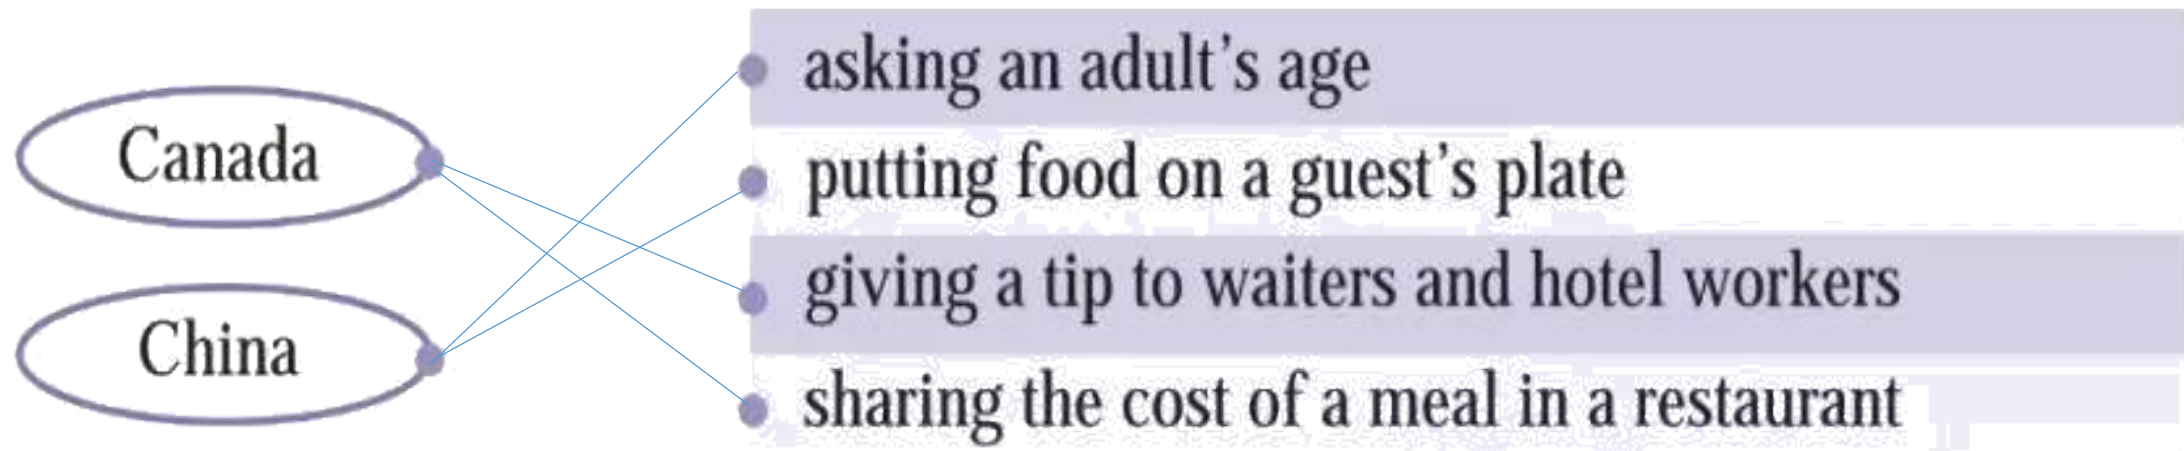 Canada
China
asking an adult's age
putting food on a guest's plate
giving a tip to waiters and hotel workers
sharing the cost of a meal in a restaurant